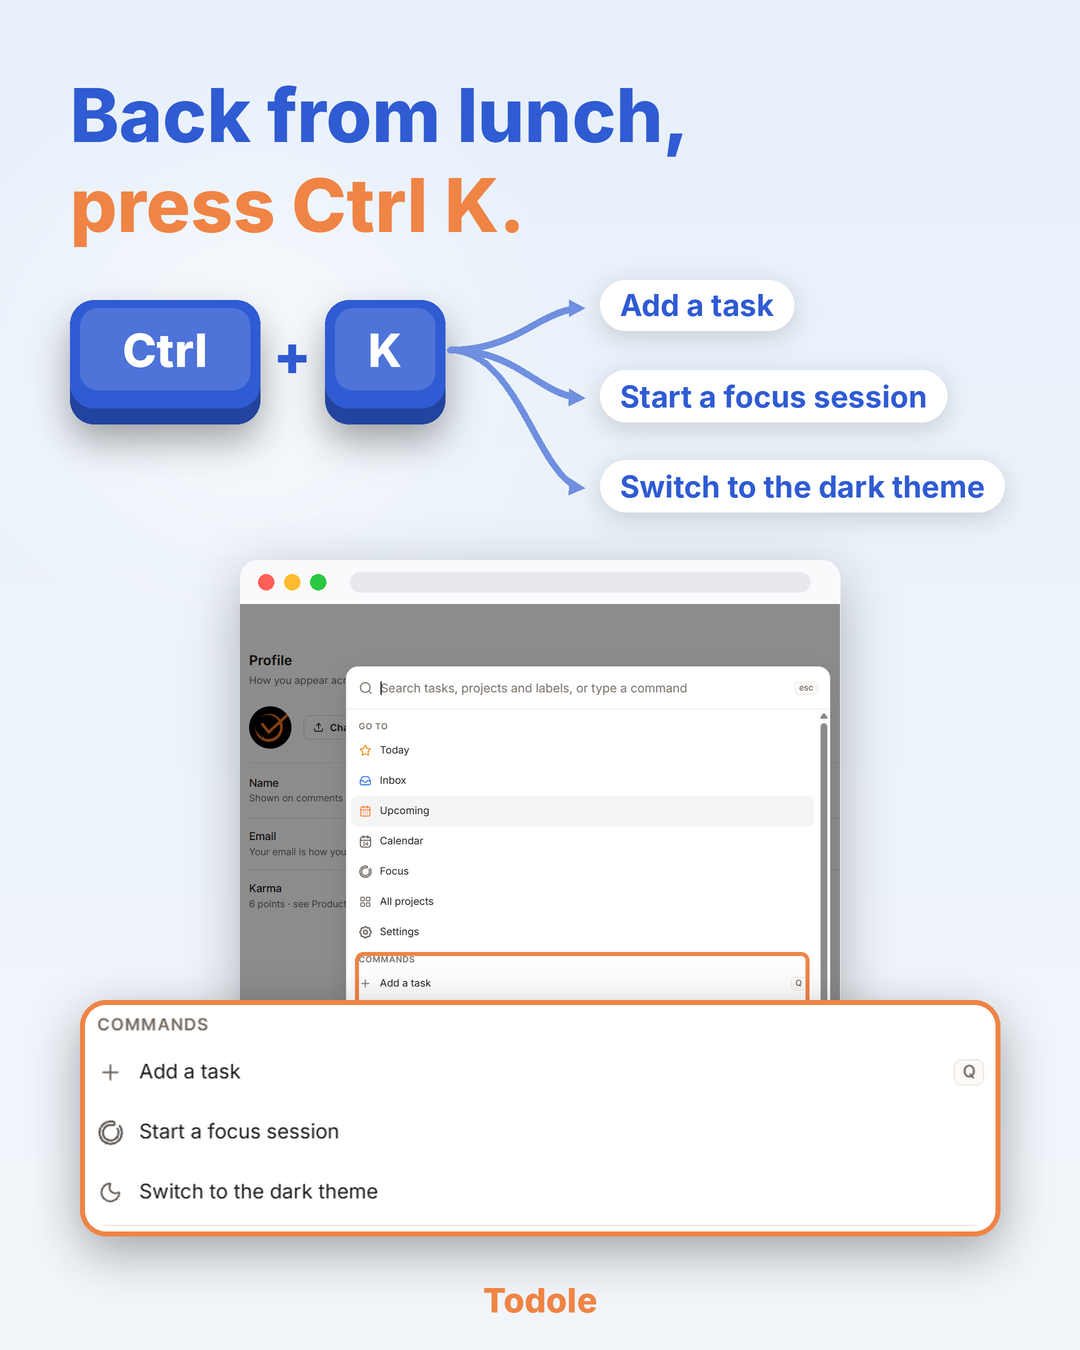 Back from lunch,
press Ctrl K.
Ctrl + K
Add a task
Start a focus session
Switch to the dark theme
Profile
How you appear acr
Cha
Name
Shown on comments
Email
Your email is how you
Karma
6 points · see Product
Search tasks, projects and labels, or type a command
esc
GO TO
Today
Inbox
Upcoming
Calendar
Focus
All projects
Settings
COMMANDS
Add a task Q
COMMANDS
Add a task Q
Start a focus session
Switch to the dark theme
Todole